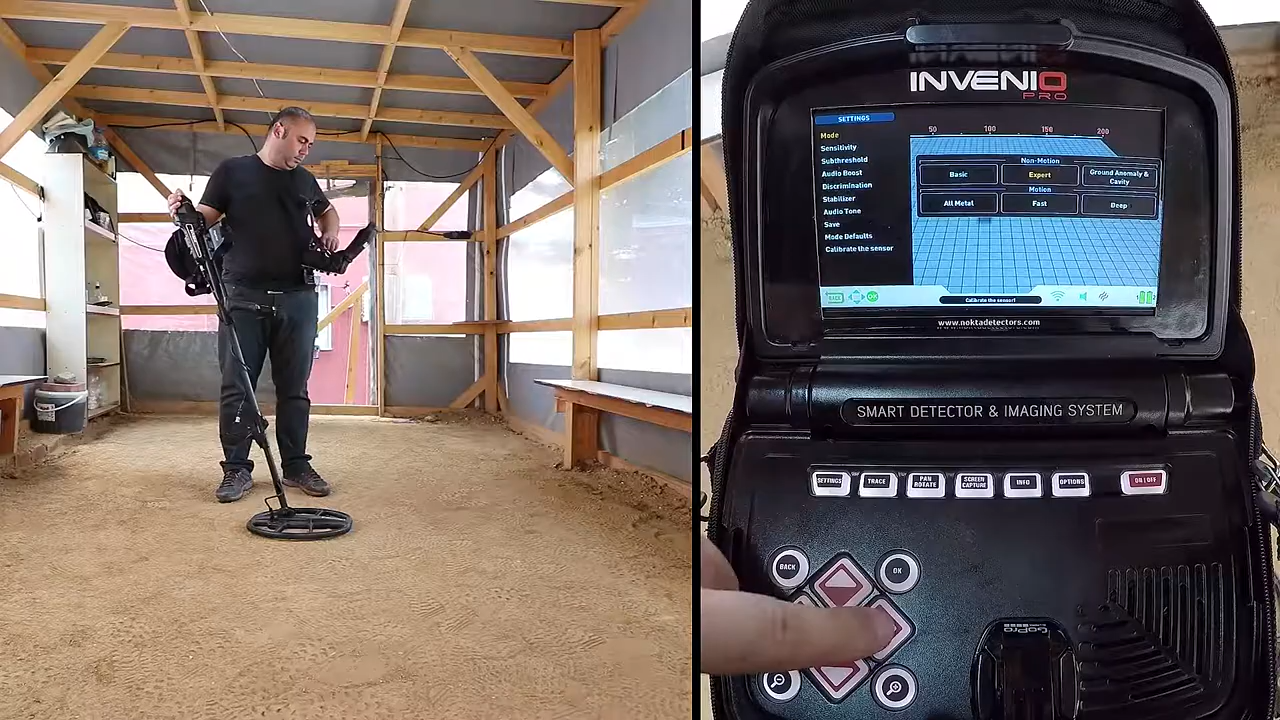 INVENIO
PRO
SETTINGS
Mode
Sensitivity
Subthreshold
Audio Boost
Discrimination
Stabilizer
Audio Tone
Save
Mode Defaults
Calibrate the sensor
50 100 150 200
Non-Motion
Basic Expert Ground Anomaly & Cavity
Motion
All Metal Fast Deep
BACK OK Calibrate the sensor!
www.noktadetectors.com
SMART DETECTOR & IMAGING SYSTEM
SETTINGS TRACE PAN ROTATE SCREEN CAPTURE INFO OPTIONS ON | OFF
BACK OK
GoPro